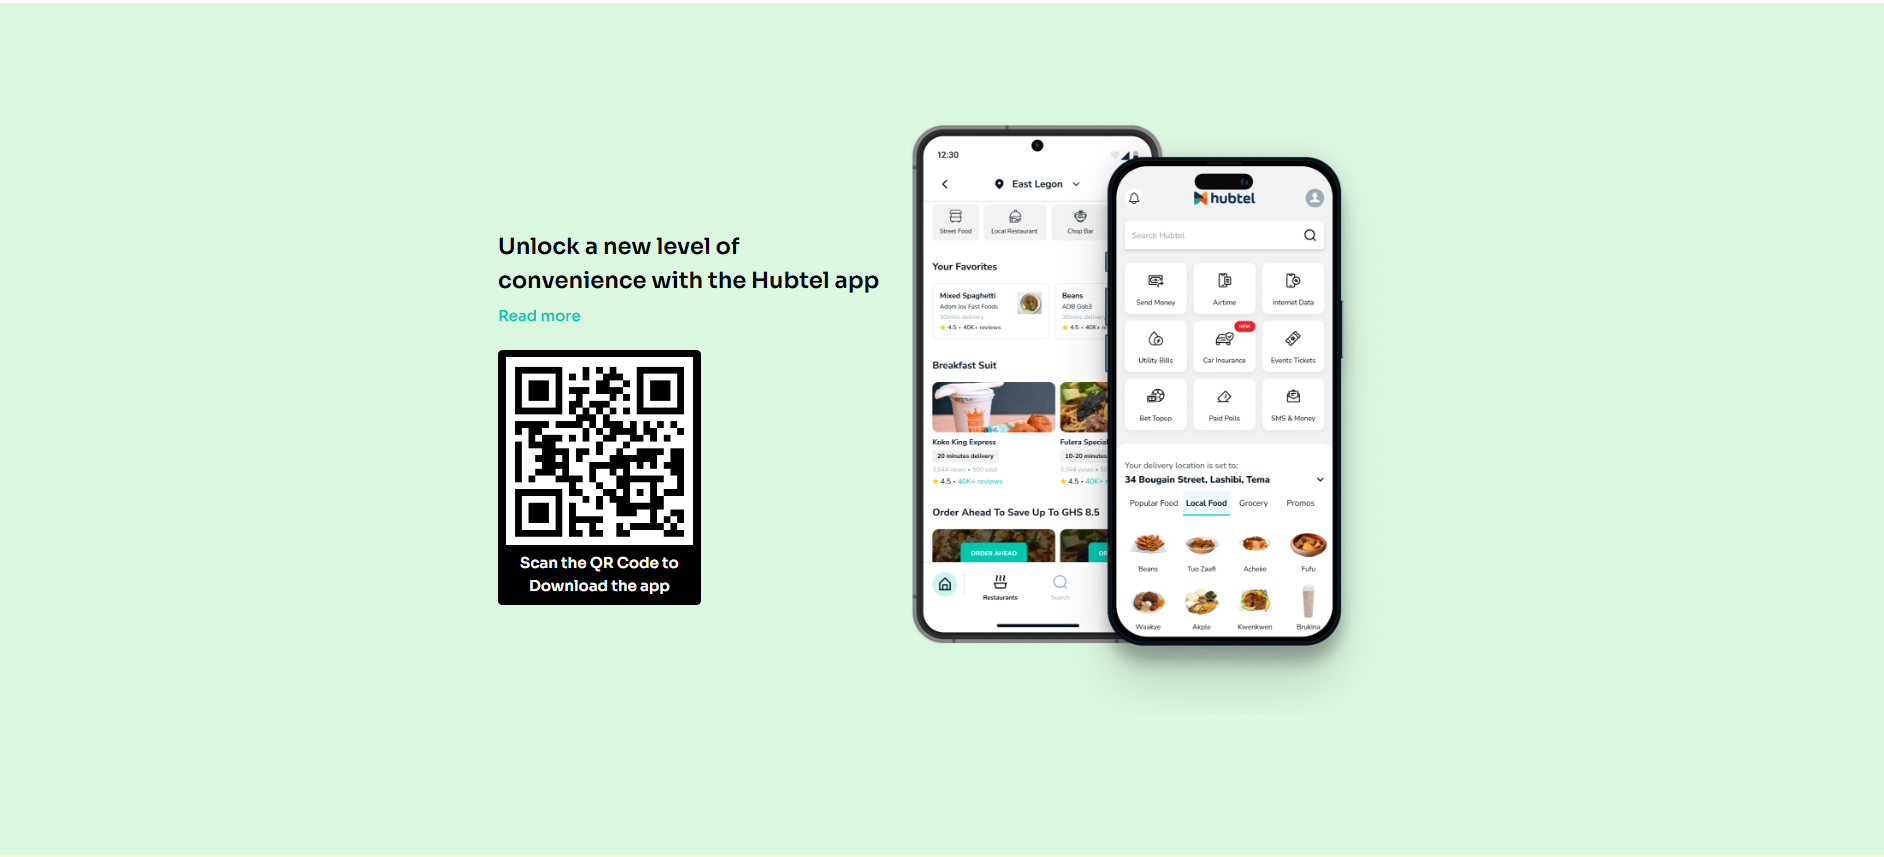 Unlock a new level of
convenience with the Hubtel app
Read more
Scan the QR Code to
Download the app
12:30
East Legon
Street Food
Local Restaurant
Chop Bar
Your Favorites
Mixed Spaghetti
Adom Joy Fast Foods
20mins delivery
4.5 • 40K+ reviews
Beans
ADB Gob3
20mins delivery
4.5 • 40K+
Breakfast Suit
Koko King Express
20 minutes delivery
3,044 views • 500 sold
4.5 • 40K+ reviews
Fulera Special
10-20 minutes
3,044 views •
4.5 • 40K+
Order Ahead To Save Up To GHS 8.5
ORDER AHEAD
OR
Restaurants
Search
hubtel
Search Hubtel
Send Money
Airtime
Internet Data
NEW
Utility Bills
Car Insurance
Events Tickets
Bet Topup
Paid Polls
SMS & Money
Your delivery location is set to:
34 Bougain Street, Lashibi, Tema
Popular Food
Local Food
Grocery
Promos
Beans
Tuo Zaafi
Acheke
Fufu
Waakye
Akple
Kwenkwen
Brukina